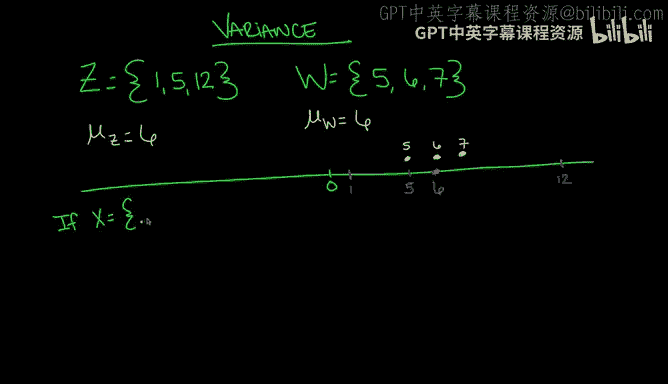 GPT中英字幕课程资源@bilibili.com
VARIANCE
GPT中英字幕课程资源 bilibili
Z = {1, 5, 12} W = {5, 6, 7}
μZ = 6 μW = 6
5 6 7
0 1 5 6 12
If X = {